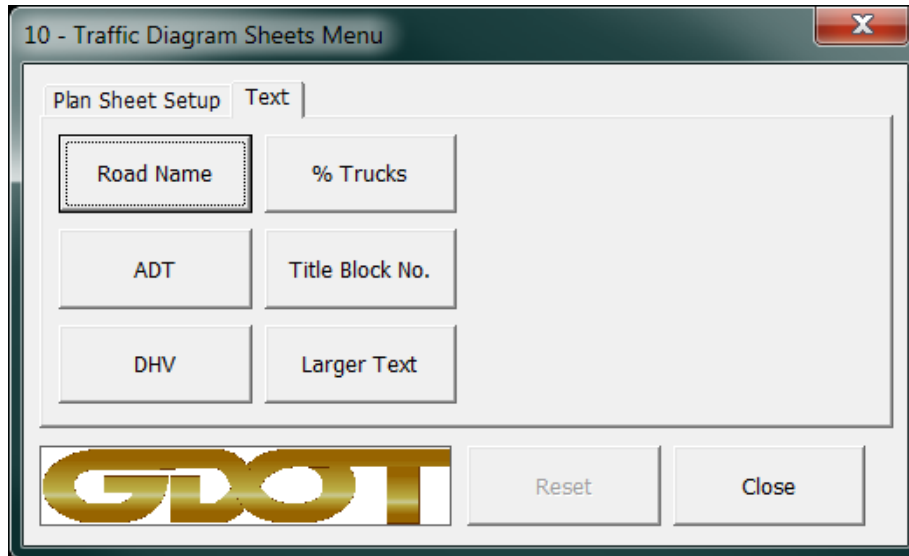 10 - Traffic Diagram Sheets Menu
X
Plan Sheet Setup Text
Road Name % Trucks
ADT Title Block No.
DHV Larger Text
GDOT Reset Close